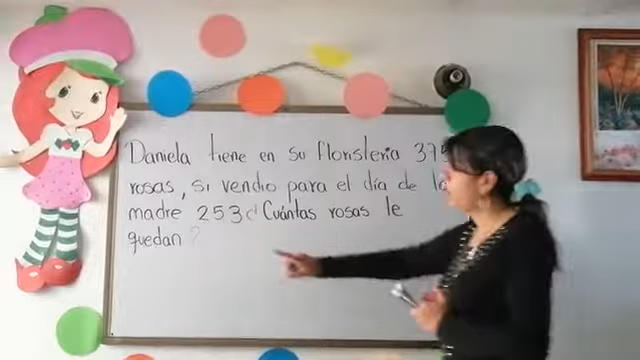 Daniela tiene en su floristeria 375
rosas, si vendio para el día de la
madre 253 ¿Cuántas rosas le
quedan ?